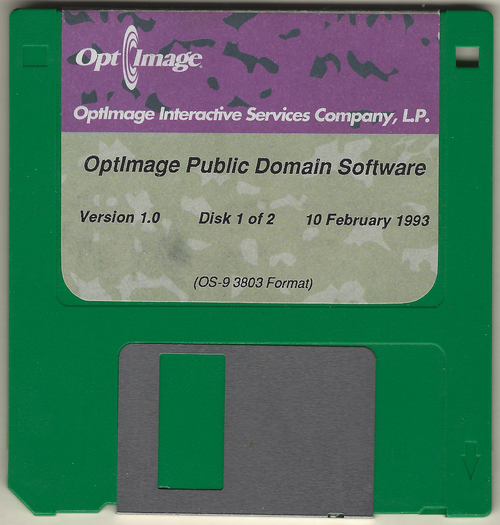 OptImage
OptImage Interactive Services Company, L.P.
OptImage Public Domain Software
Version 1.0 Disk 1 of 2 10 February 1993
(OS-9 3803 Format)